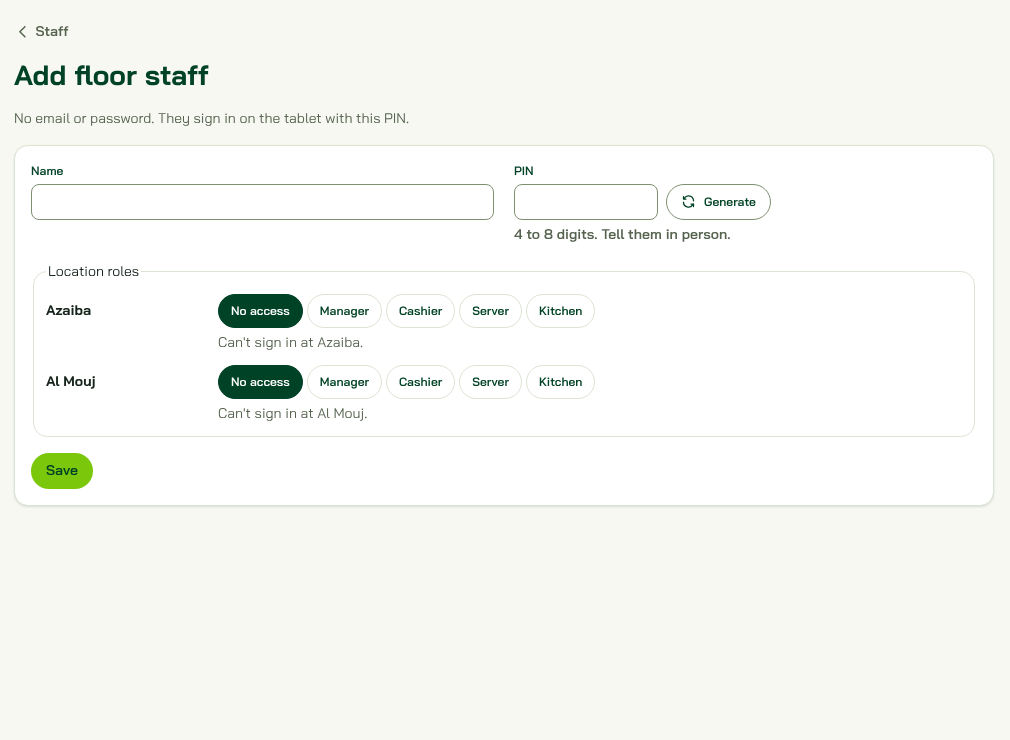 Staff
Add floor staff
No email or password. They sign in on the tablet with this PIN.
Name
PIN
Generate
4 to 8 digits. Tell them in person.
Location roles
Azaiba No access Manager Cashier Server Kitchen
Can't sign in at Azaiba.
Al Mouj No access Manager Cashier Server Kitchen
Can't sign in at Al Mouj.
Save